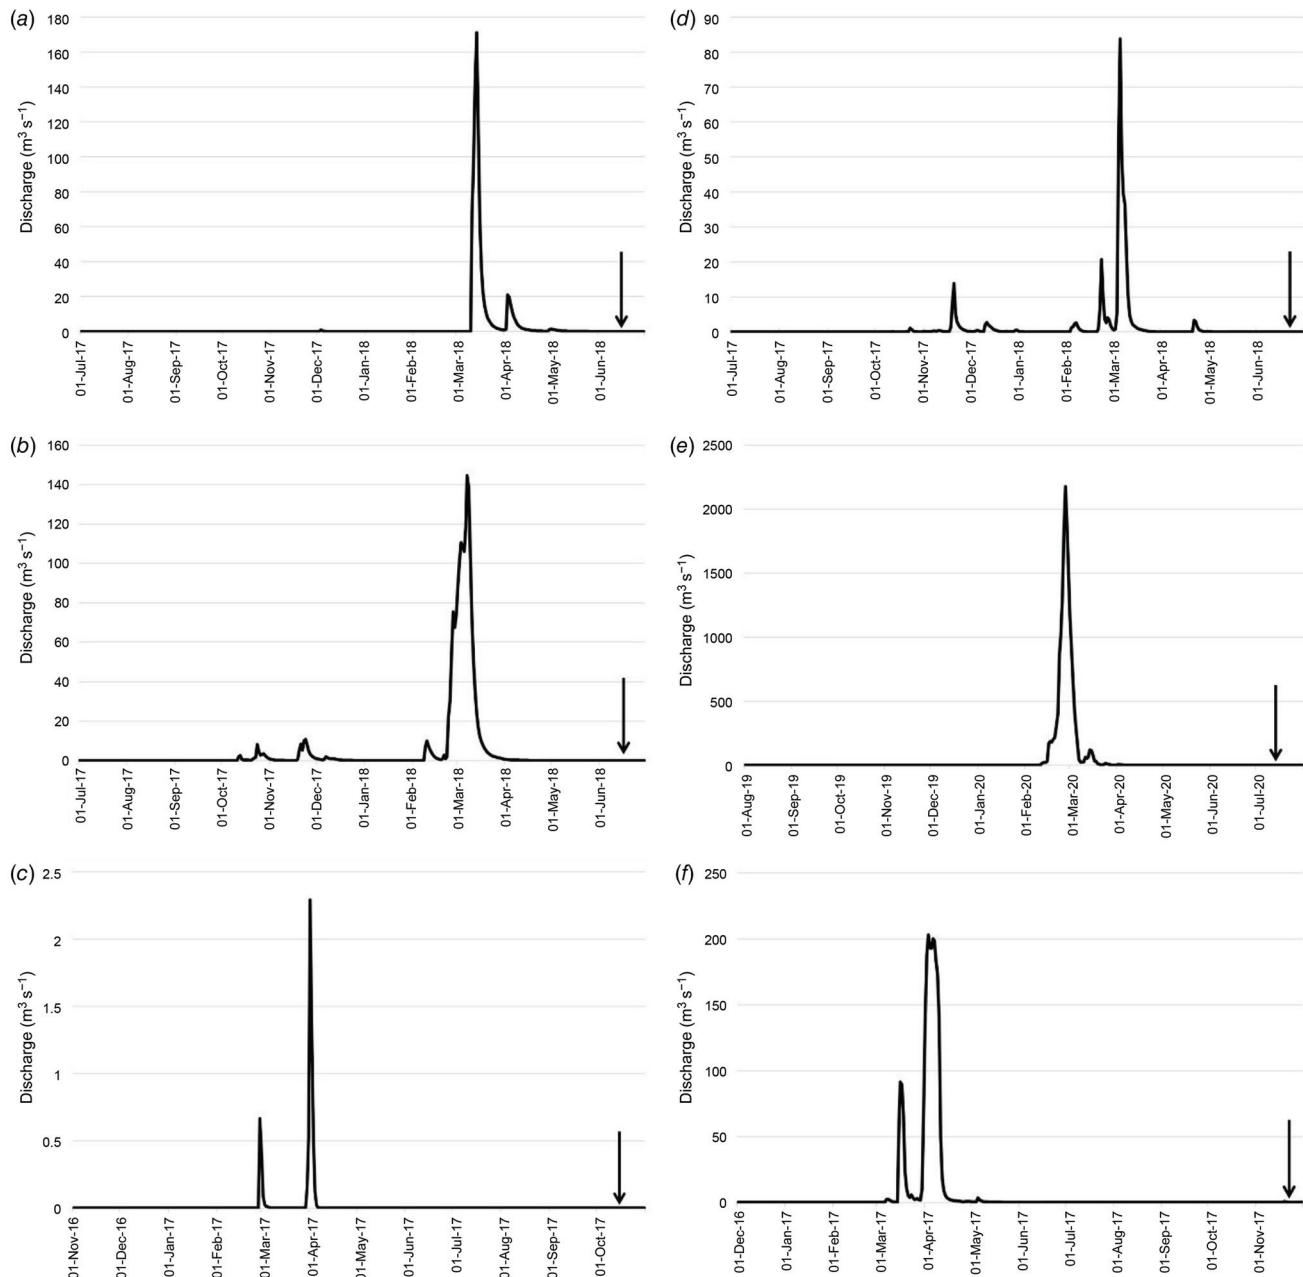 (a)
180
160
140
120
100
80
60
40
20
0
Discharge (m³ s⁻¹)
01-Jul-17
01-Aug-17
01-Sep-17
01-Oct-17
01-Nov-17
01-Dec-17
01-Jan-18
01-Feb-18
01-Mar-18
01-Apr-18
01-May-18
01-Jun-18
(d)
90
80
70
60
50
40
30
20
10
0
Discharge (m³ s⁻¹)
01-Jul-17
01-Aug-17
01-Sep-17
01-Oct-17
01-Nov-17
01-Dec-17
01-Jan-18
01-Feb-18
01-Mar-18
01-Apr-18
01-May-18
01-Jun-18
(b)
160
140
120
100
80
60
40
20
0
Discharge (m³ s⁻¹)
01-Jul-17
01-Aug-17
01-Sep-17
01-Oct-17
01-Nov-17
01-Dec-17
01-Jan-18
01-Feb-18
01-Mar-18
01-Apr-18
01-May-18
01-Jun-18
(e)
2500
2000
1500
1000
500
0
Discharge (m³ s⁻¹)
01-Aug-19
01-Sep-19
01-Oct-19
01-Nov-19
01-Dec-19
01-Jan-20
01-Feb-20
01-Mar-20
01-Apr-20
01-May-20
01-Jun-20
01-Jul-20
(c)
2.5
2
1.5
1
0.5
0
Discharge (m³ s⁻¹)
01-Nov-16
01-Dec-16
01-Jan-17
01-Feb-17
01-Mar-17
01-Apr-17
01-May-17
01-Jun-17
01-Jul-17
01-Aug-17
01-Sep-17
01-Oct-17
(f)
250
200
150
100
50
0
Discharge (m³ s⁻¹)
01-Dec-16
01-Jan-17
01-Feb-17
01-Mar-17
01-Apr-17
01-May-17
01-Jun-17
01-Jul-17
01-Aug-17
01-Sep-17
01-Oct-17
01-Nov-17